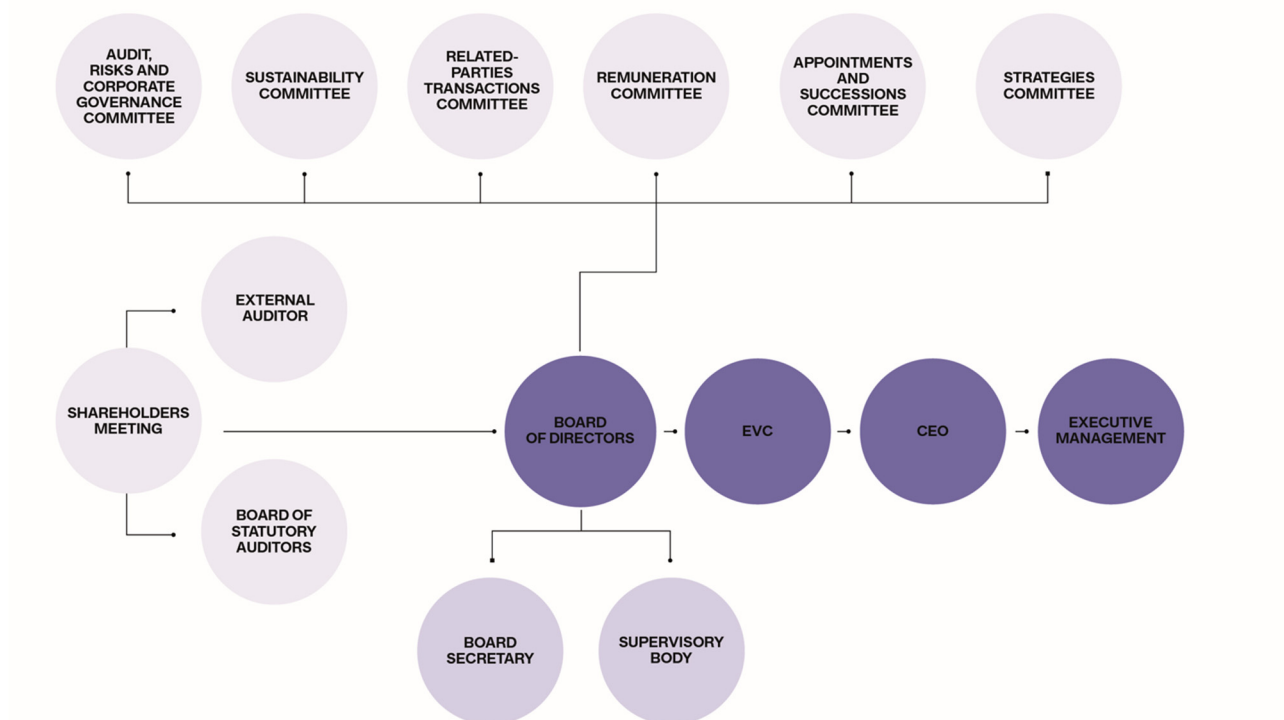 AUDIT,
RISKS AND
CORPORATE
GOVERNANCE
COMMITTEE
SUSTAINABILITY
COMMITTEE
RELATED-
PARTIES
TRANSACTIONS
COMMITTEE
REMUNERATION
COMMITTEE
APPOINTMENTS
AND
SUCCESSIONS
COMMITTEE
STRATEGIES
COMMITTEE
EXTERNAL
AUDITOR
SHAREHOLDERS
MEETING
BOARD
OF DIRECTORS
EVC
CEO
EXECUTIVE
MANAGEMENT
BOARD OF
STATUTORY
AUDITORS
BOARD
SECRETARY
SUPERVISORY
BODY